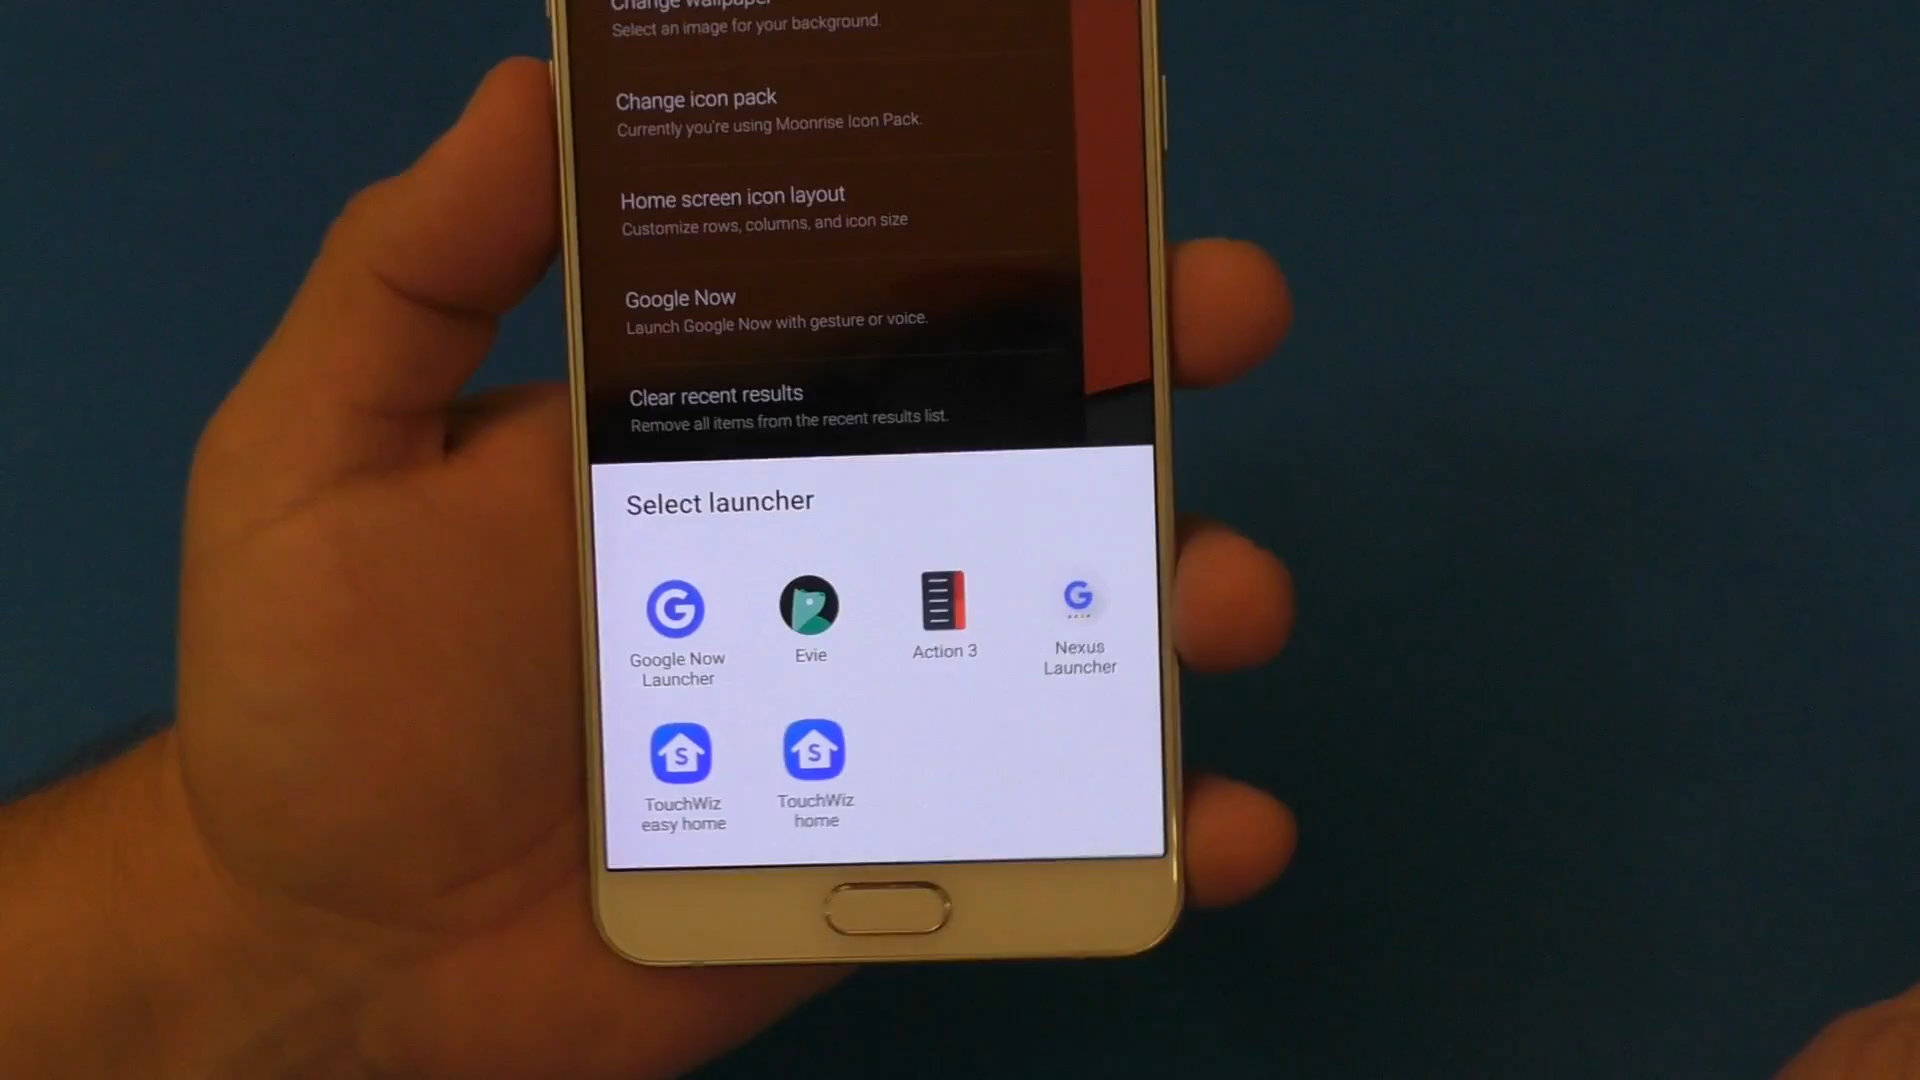 Change wallpaper
Select an image for your background.
Change icon pack
Currently you're using Moonrise Icon Pack.
Home screen icon layout
Customize rows, columns, and icon size
Google Now
Launch Google Now with gesture or voice.
Clear recent results
Remove all items from the recent results list.
Select launcher
G
G
Google Now
Launcher
Evie
Action 3
Nexus
Launcher
S
S
TouchWiz
easy home
TouchWiz
home